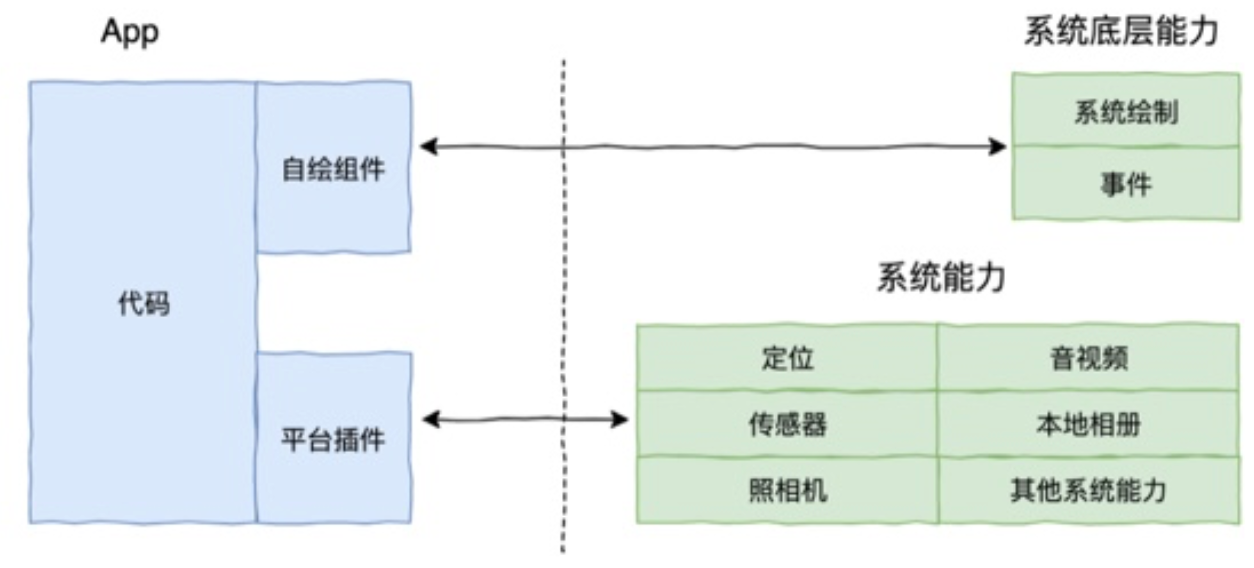 App
代码
自绘组件
平台插件
系统底层能力
系统绘制
事件
系统能力
定位
音视频
传感器
本地相册
照相机
其他系统能力